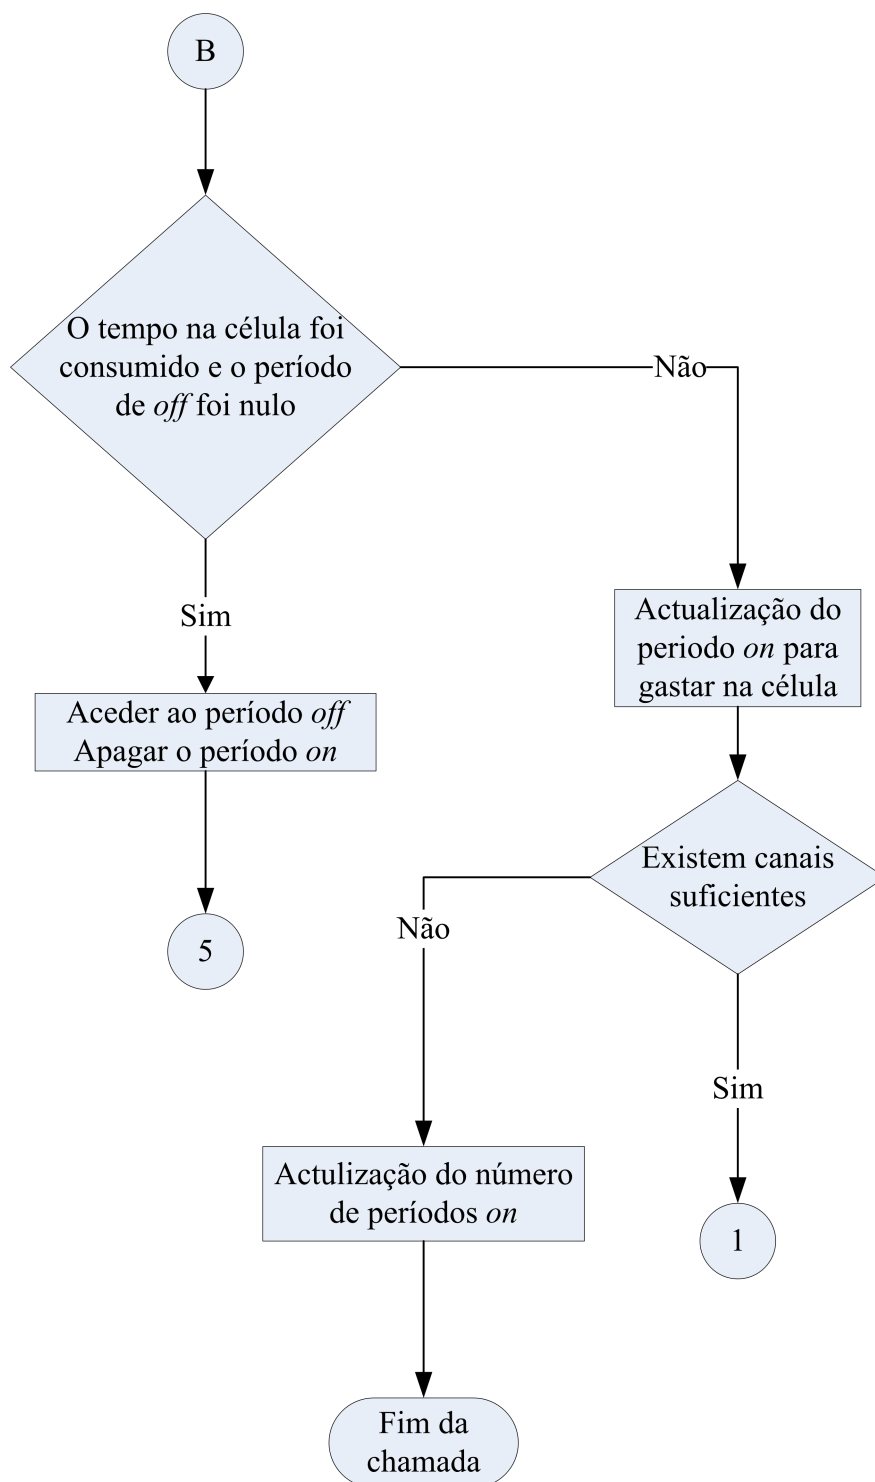 B
O tempo na célula foi
consumido e o período
de off foi nulo
Não
Sim
Actualização do
periodo on para
gastar na célula
Aceder ao período off
Apagar o período on
Existem canais
suficientes
Não
5
Sim
Actulização do número
de períodos on
1
Fim da
chamada